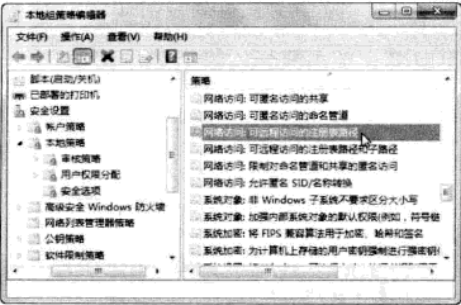 本地组策略编辑器
文件(F) 操作(A) 查看(V) 帮助(H)
脚本(启动/关机)
已部署的打印机
安全设置
帐户策略
本地策略
审核策略
用户权限分配
安全选项
高级安全 Windows 防火墙
网络列表管理器策略
公钥策略
软件限制策略
策略
网络访问: 可匿名访问的共享
网络访问: 可匿名访问的命名管道
网络访问: 可远程访问的注册表路径
网络访问: 可远程访问的注册表路径和子路径
网络访问: 限制对命名管道和共享的匿名访问
网络访问: 允许匿名 SID/名称转换
系统对象: 非 Windows 子系统不要求区分大小写
系统对象: 加强内部系统对象的默认权限(例如，符号链
系统加密: 将 FIPS 兼容算法用于加密、哈希和签名
系统加密: 为计算机上存储的用户密钥强制进行强密钥